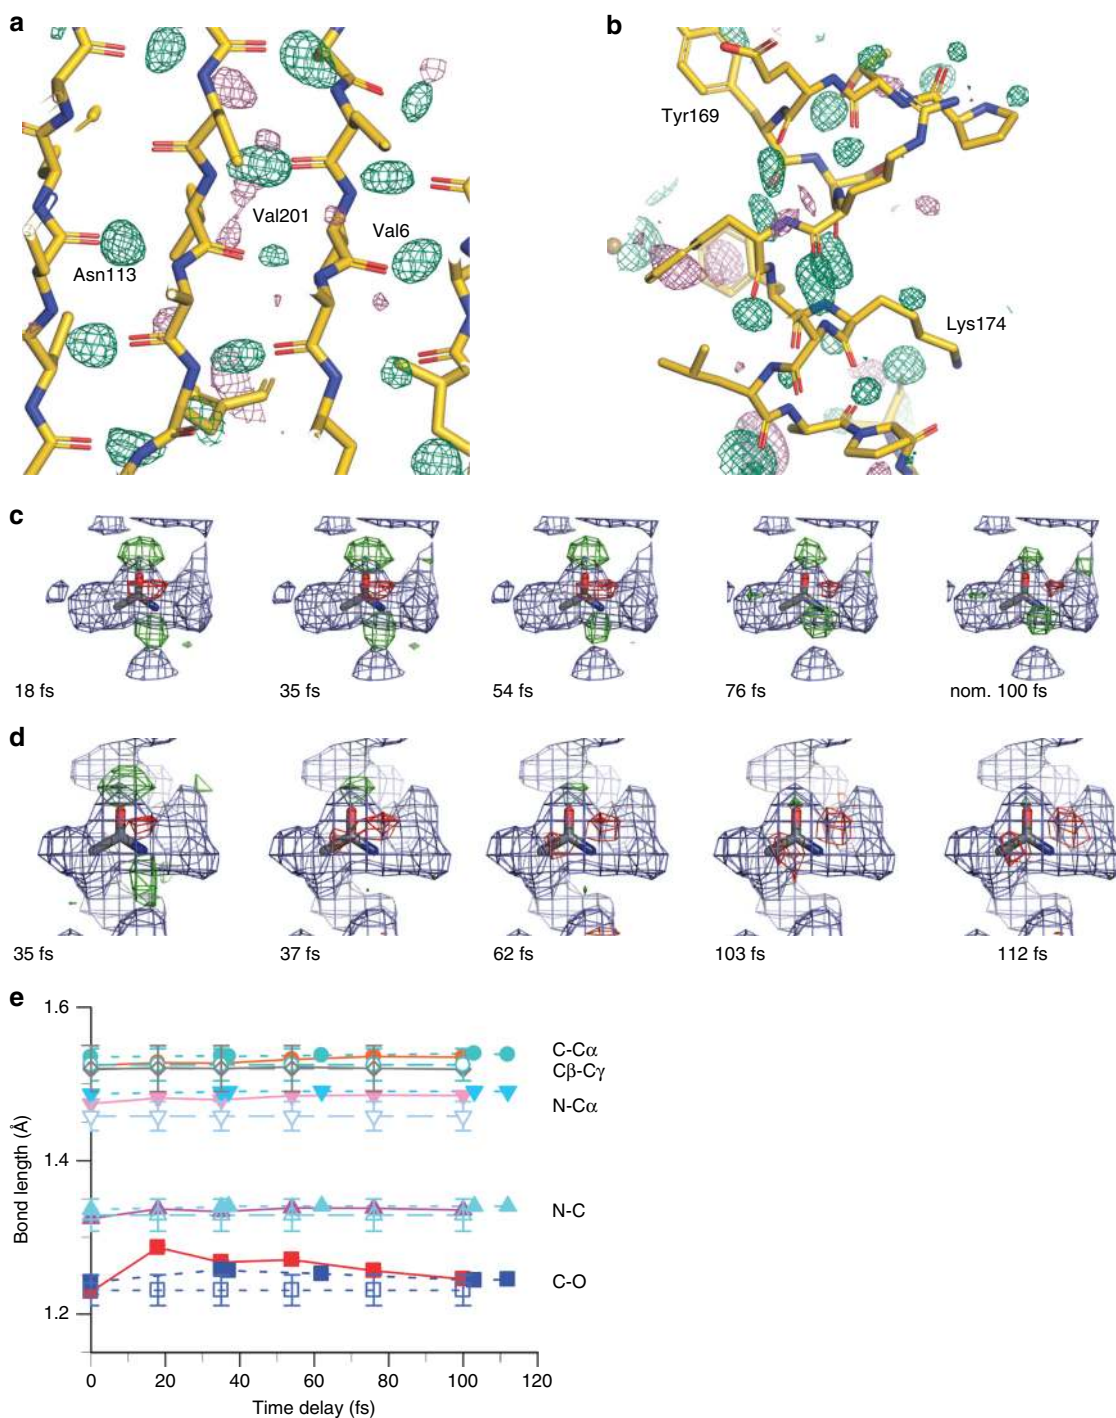 a
b
Tyr169
Val201
Val6
Asn113
Lys174
c
18 fs
35 fs
54 fs
76 fs
nom. 100 fs
d
35 fs
37 fs
62 fs
103 fs
112 fs
e
1.6
C-Cα
Cβ-Cγ
N-Cα
Bond length (Å)
1.4
N-C
C-O
1.2
0
20
40
60
80
100
120
Time delay (fs)